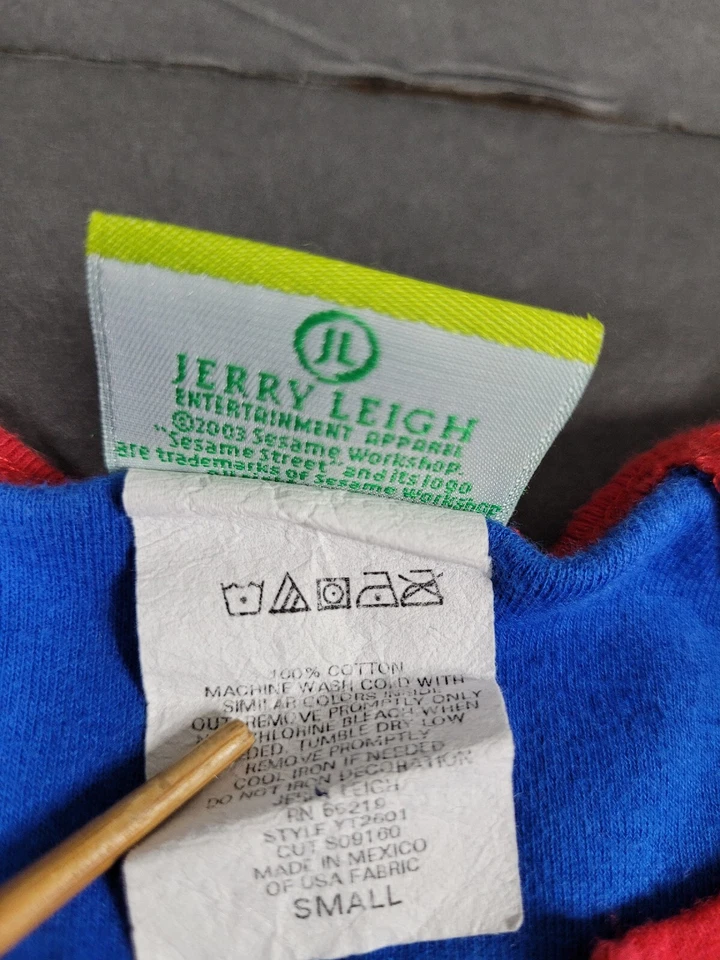 JL
JERRY LEIGH
ENTERTAINMENT APPAREL
©2003 Sesame Workshop.
"Sesame Street" and its logo
are trademarks of Sesame Workshop
100% COTTON
MACHINE WASH COLD WITH
SIMILAR COLORS INSIDE
OUT REMOVE PROMPTLY ONLY
CHLORINE BLEACH WHEN
TUMBLE DRY LOW
REMOVE PROMPTLY
COOL IRON IF NEEDED
DO NOT IRON DECORATION
JERRY LEIGH
RN 65219
STYLE YT2601
CUT S09160
MADE IN MEXICO
OF USA FABRIC
SMALL